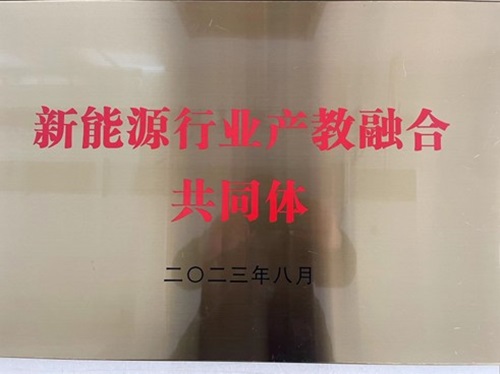 新能源行业产教融合
共同体
二〇二三年八月